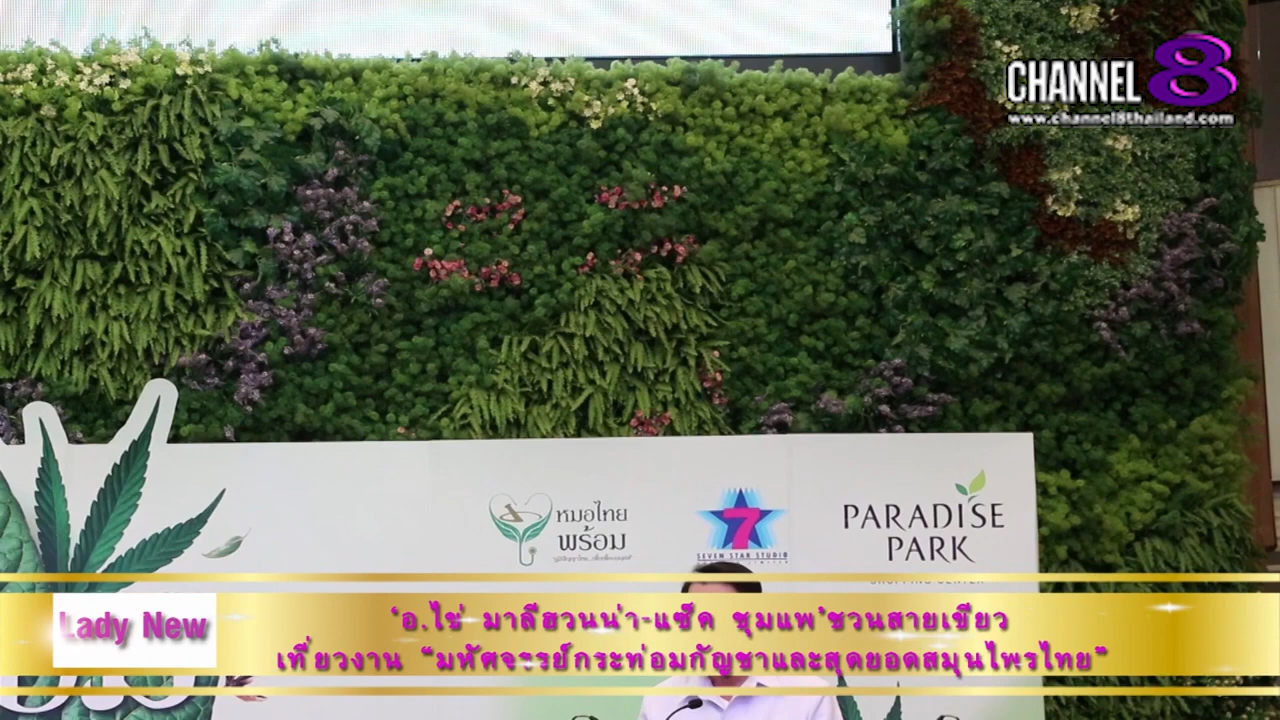 CHANNEL 8
www.channel8thailand.com
หมอไทย
พร้อม
7
SEVEN STAR STUDIO
PARADISE
PARK
Lady New
'อ.ไข่ มาลีฮวนน่า-แซ็ค ชุมแพ'ชวนสายเขียว
เที่ยวงาน "มหัศจรรย์กระท่อมกัญชาและสุดยอดสมุนไพรไทย"